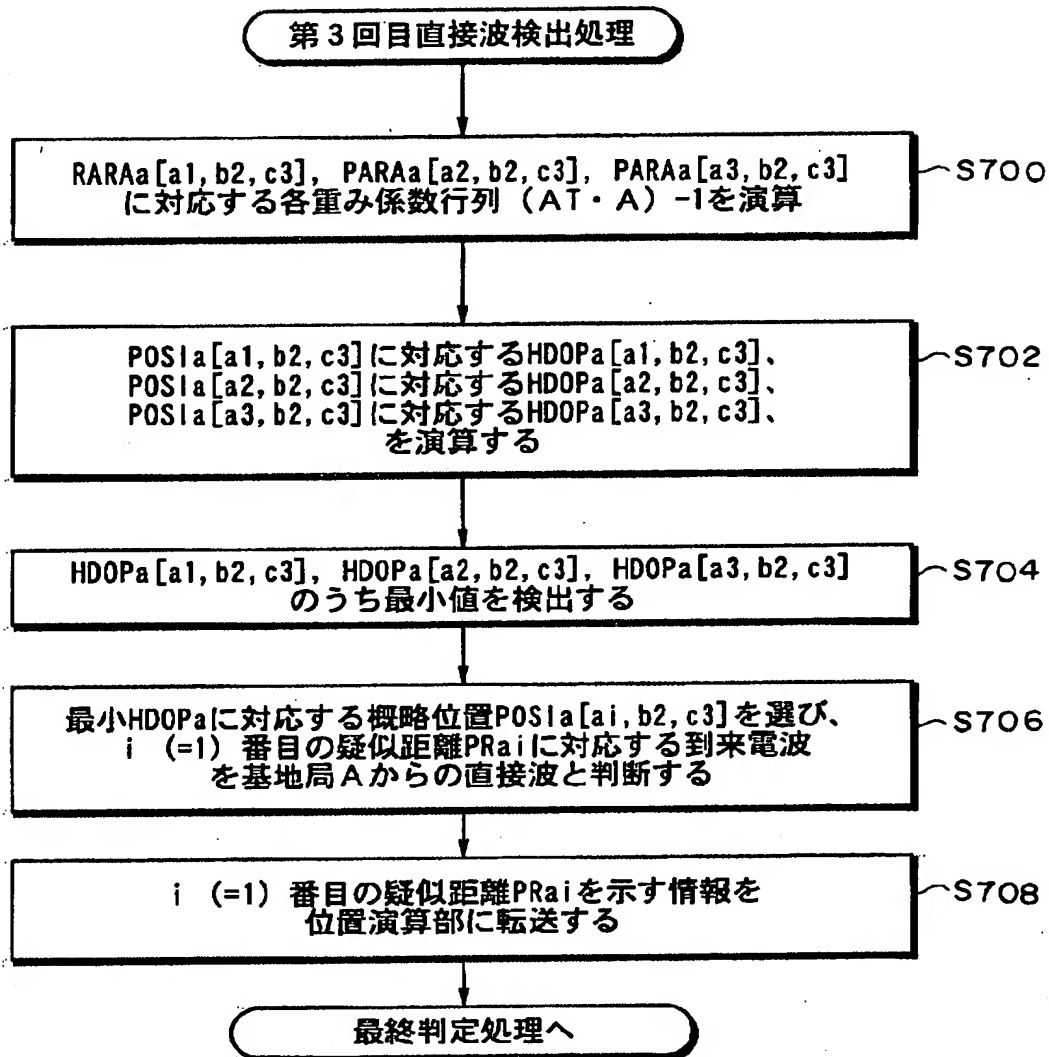 第3回目直接波検出処理
RARAa[a1,b2,c3], PARAa[a2,b2,c3], PARAa[a3,b2,c3]
に対応する各重み係数行列(AT・A)-1を演算
S700
POSIa[a1,b2,c3]に対応するHDOPa[a1,b2,c3]、
POSIa[a2,b2,c3]に対応するHDOPa[a2,b2,c3]、
POSIa[a3,b2,c3]に対応するHDOPa[a3,b2,c3]、
を演算する
S702
HDOPa[a1,b2,c3], HDOPa[a2,b2,c3], HDOPa[a3,b2,c3]
のうち最小値を検出する
S704
最小HDOPaに対応する概略位置POSIa[ai,b2,c3]を選び、
i (=1) 番目の疑似距離PRaiに対応する到来電波
を基地局Aからの直接波と判断する
S706
i (=1) 番目の疑似距離PRaiを示す情報を
位置演算部に転送する
S708
最終判定処理へ